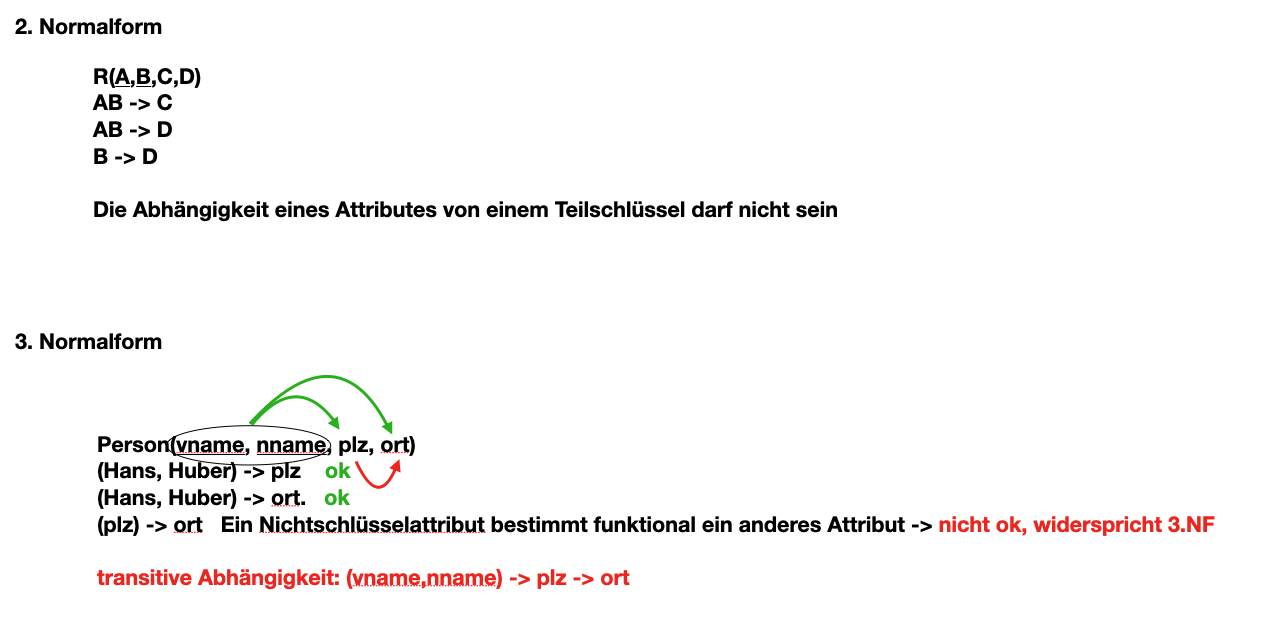 2. Normalform
R(A,B,C,D)
AB -> C
AB -> D
B -> D
Die Abhängigkeit eines Attributes von einem Teilschlüssel darf nicht sein
3. Normalform
Person(vname, nname, plz, ort)
(Hans, Huber) -> plz ok
(Hans, Huber) -> ort. ok
(plz) -> ort Ein Nichtschlüsselattribut bestimmt funktional ein anderes Attribut -> nicht ok, widerspricht 3.NF
transitive Abhängigkeit: (vname,nname) -> plz -> ort